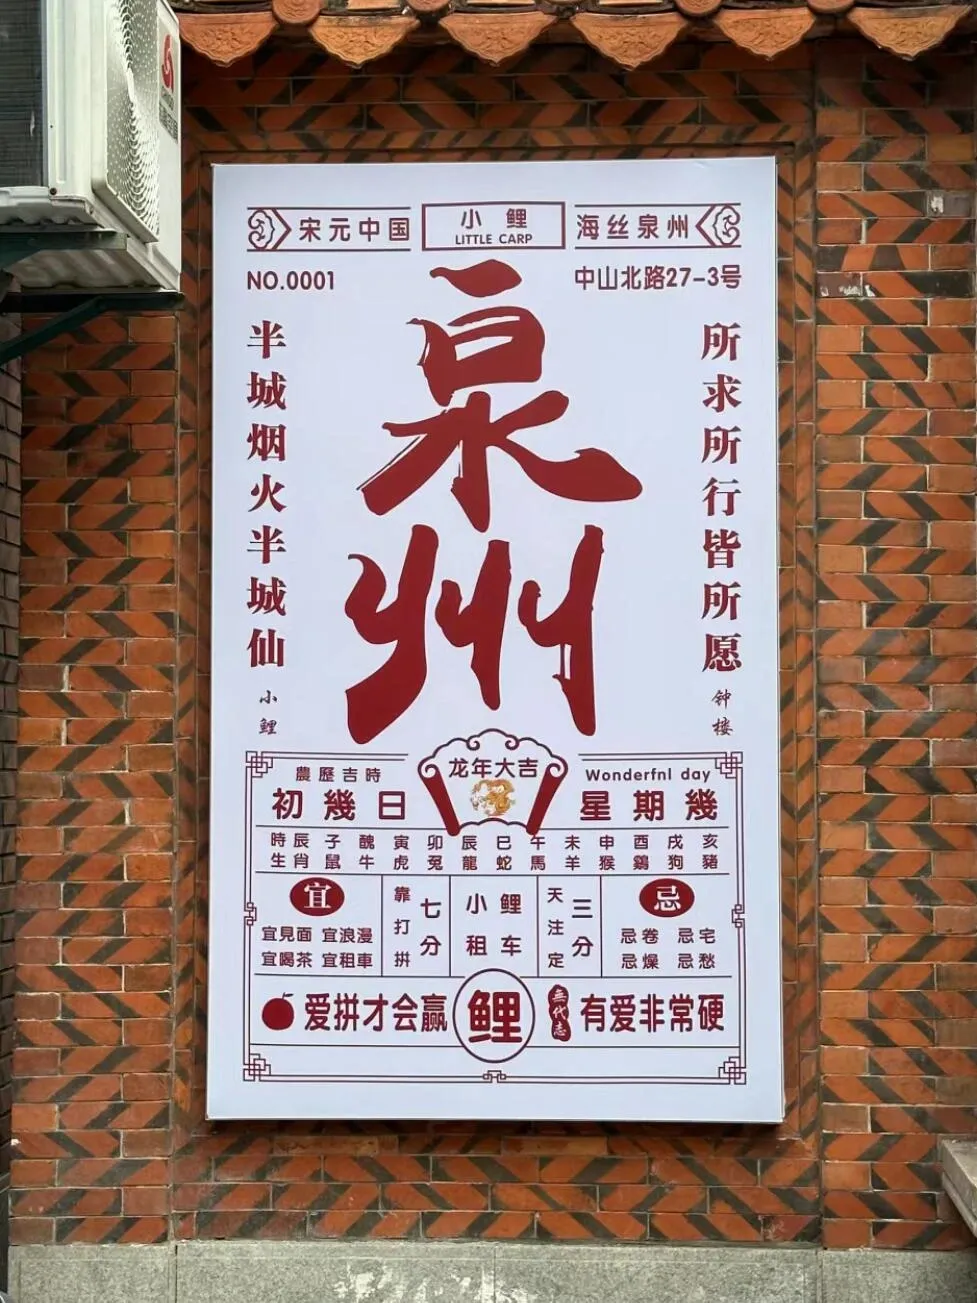 宋元中国
小鲤
LITTLE CARP
海丝泉州
NO.0001
中山北路27-3号
泉州
半城烟火半城仙
小鲤
所求所行皆所愿
钟楼
農歷吉時
初幾日
龙年大吉
Wonderfnl day
星期幾
時辰 子 醜 寅 卯 辰 巳 午 未 申 酉 戌 亥
生肖 鼠 牛 虎 兔 龍 蛇 馬 羊 猴 鷄 狗 豬
宜
宜見面 宜浪漫
宜喝茶 宜租車
七分
靠打拼
小鲤
租车
三分
天注定
忌
忌卷 忌宅
忌燥 忌愁
爱拼才会赢
鲤
無代志
有爱非常硬